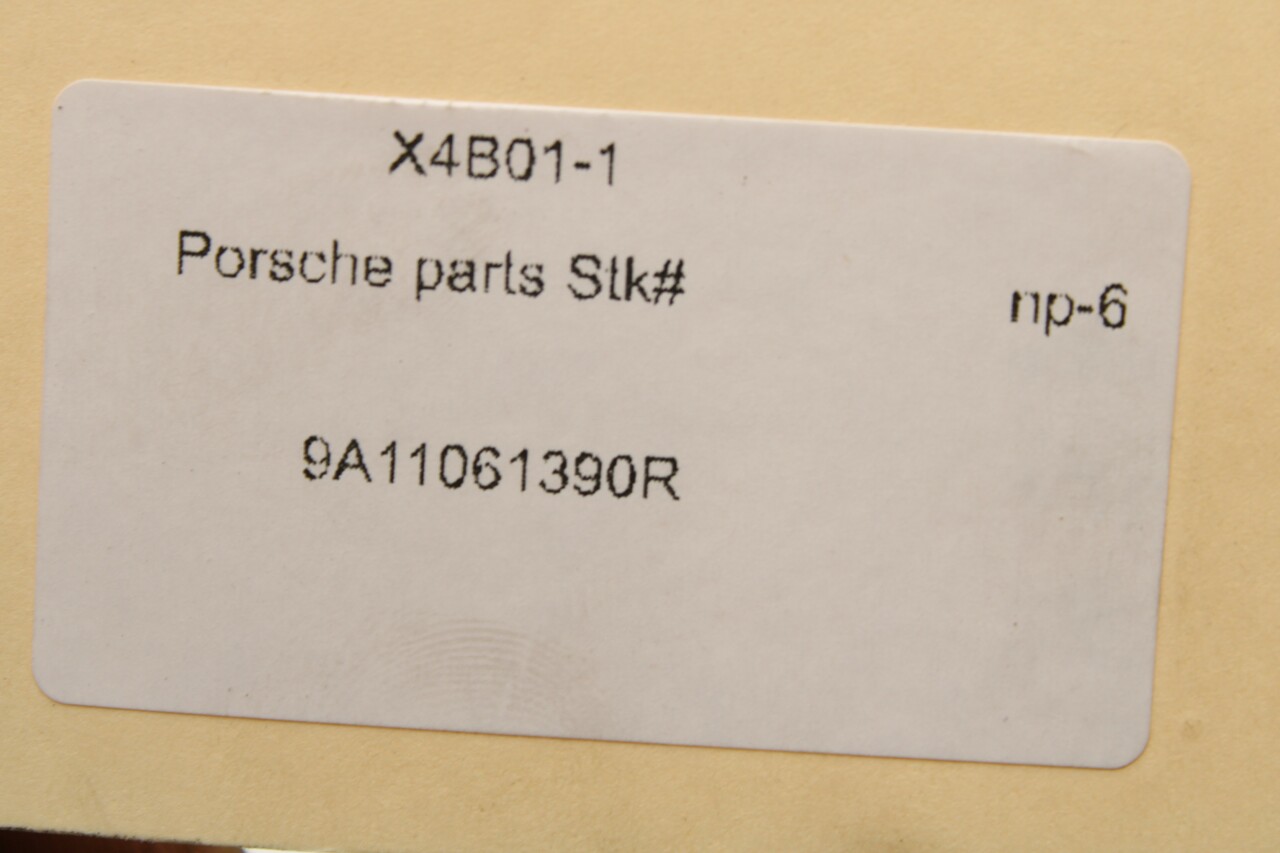 X4B01-1
Porsche parts Stk# np-6
9A11061390R